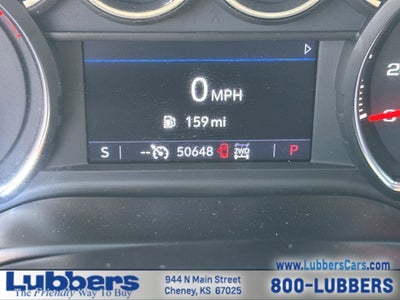 0 MPH
159 mi
S --- 50648 2WD P
2
Lubbers
The Friendly Way To Buy
944 N Main Street
Cheney, KS 67025
www.LubbersCars.com
800-LUBBERS